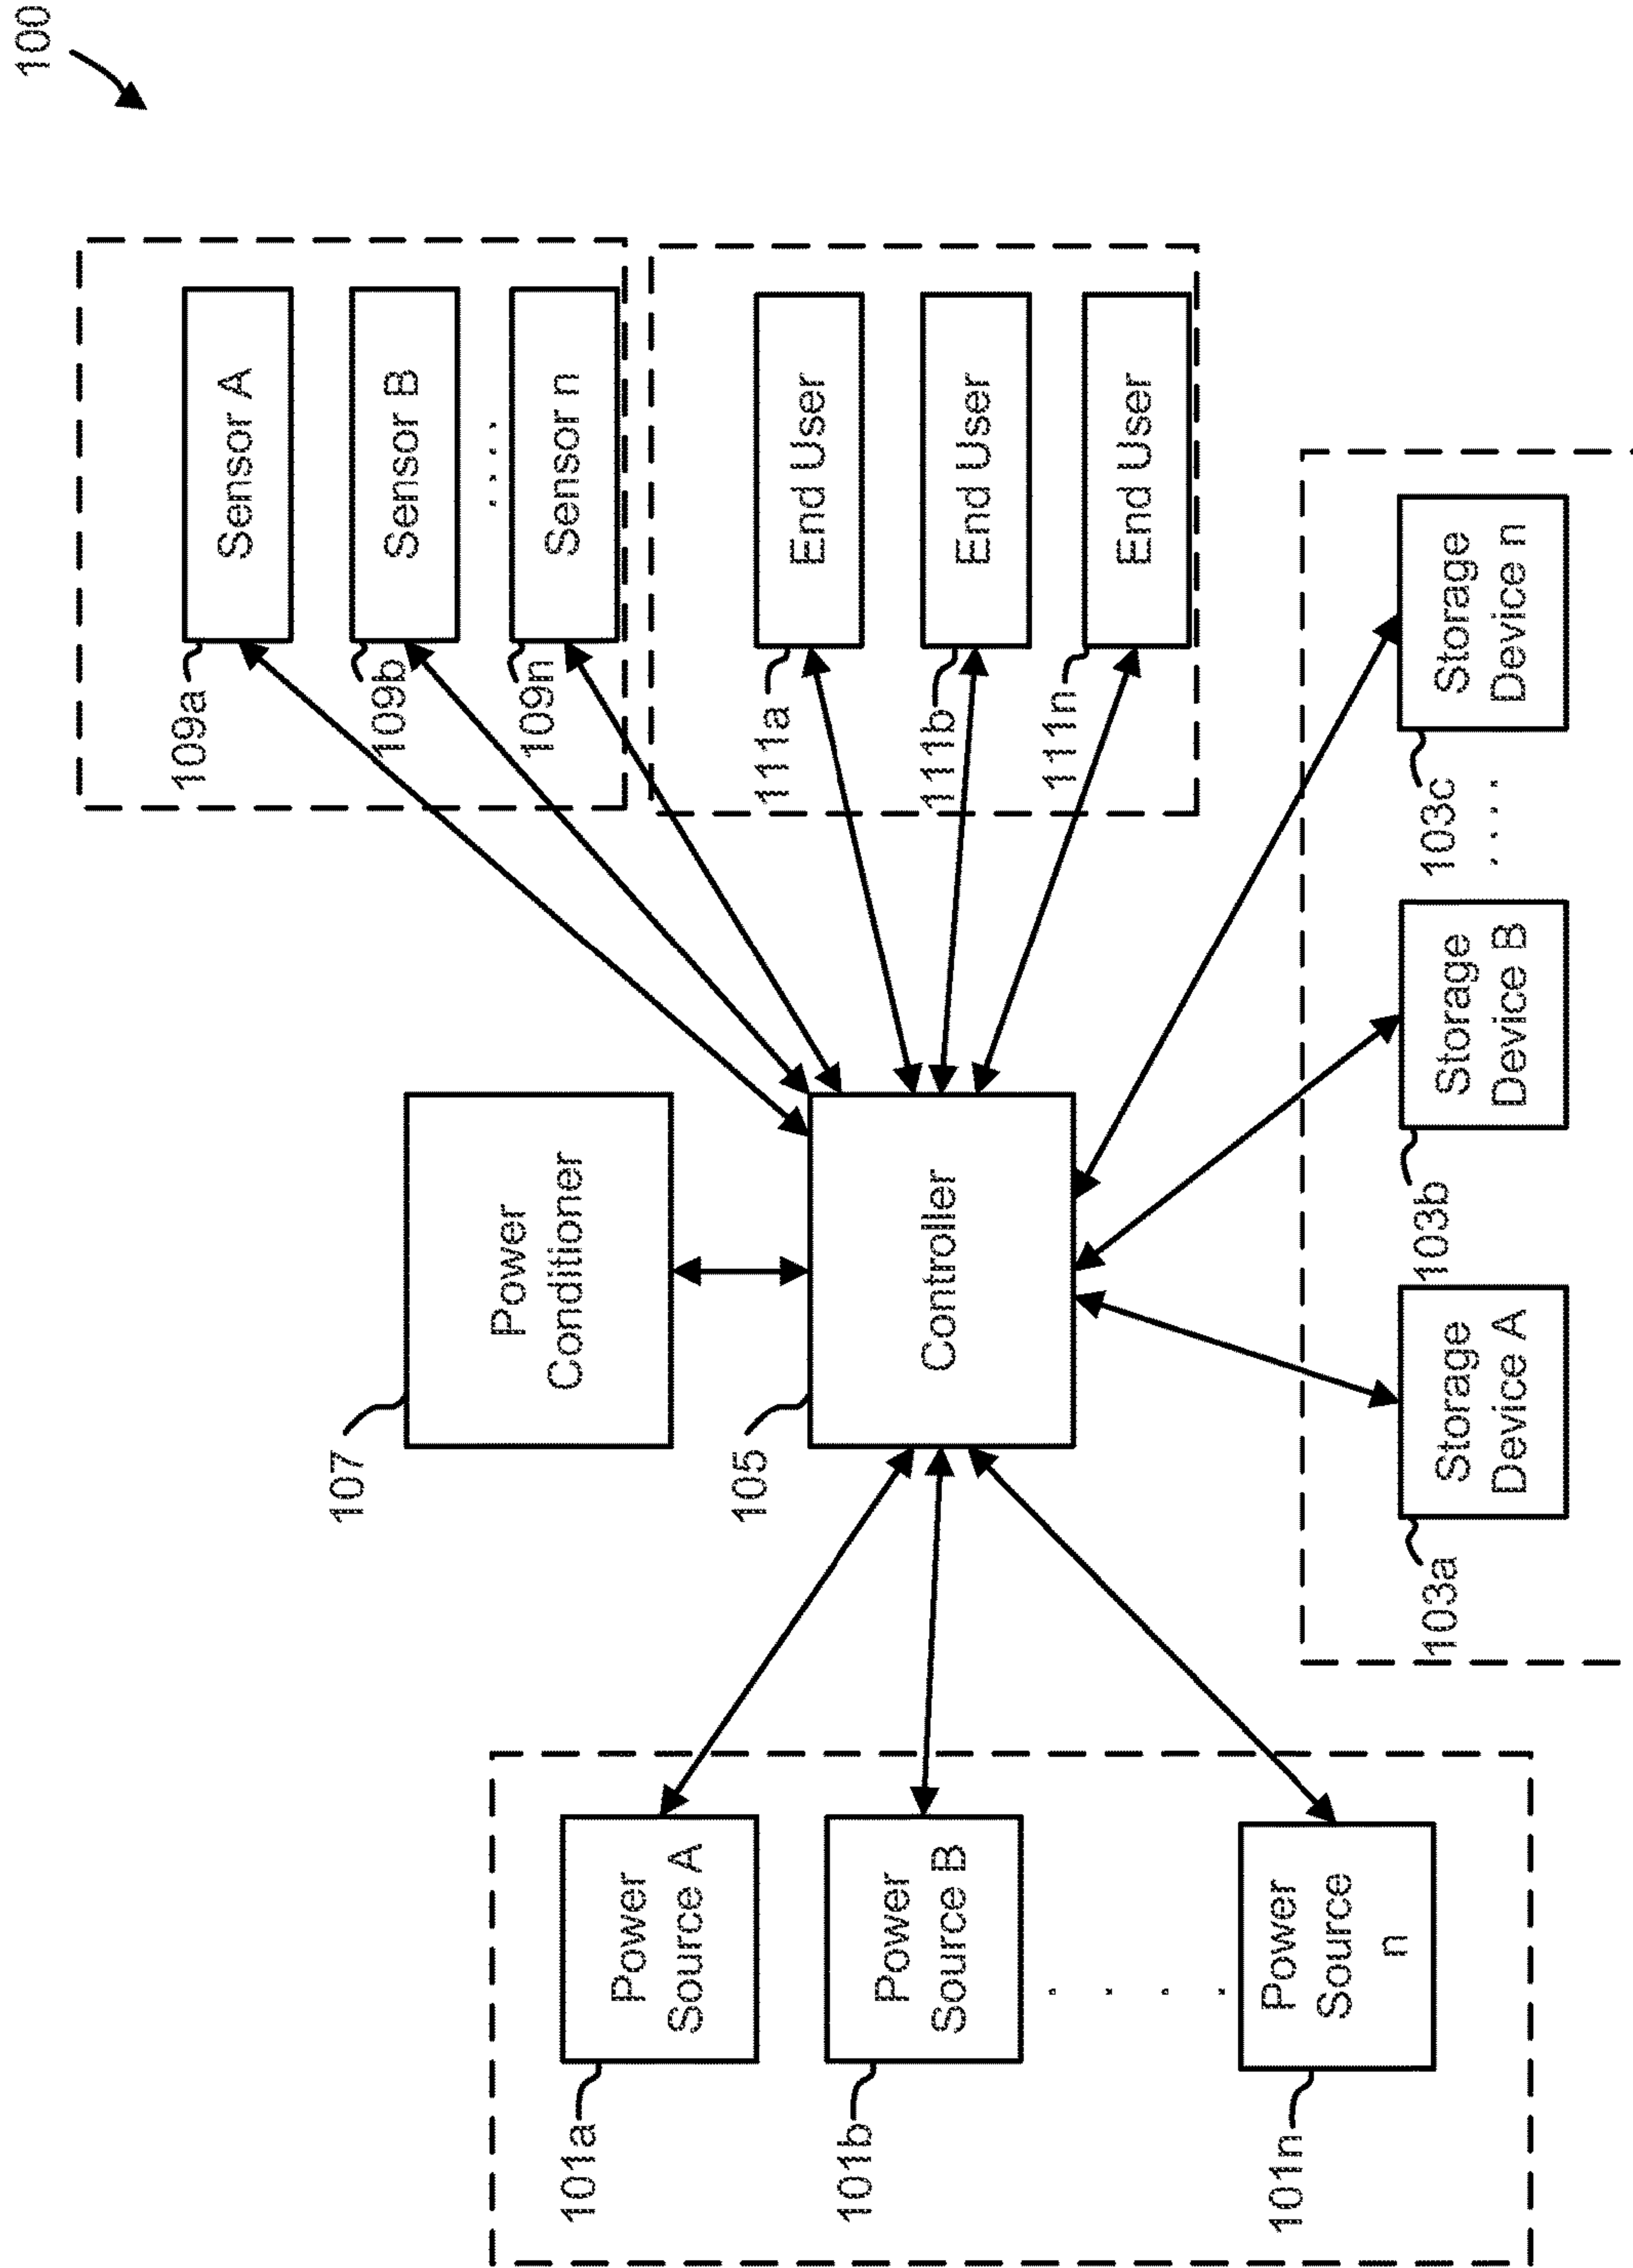 100
Power
Conditioner
107
Sensor A
109a
Sensor B
109b
. . . .
Sensor n
109n
Controller
105
End User
111a
End User
111b
End User
111n
Power
Source A
101a
Power
Source B
101b
. . . .
Power
Source
n
101n
Storage
Device A
103a
Storage
Device B
103b
. . . .
Storage
Device n
103c